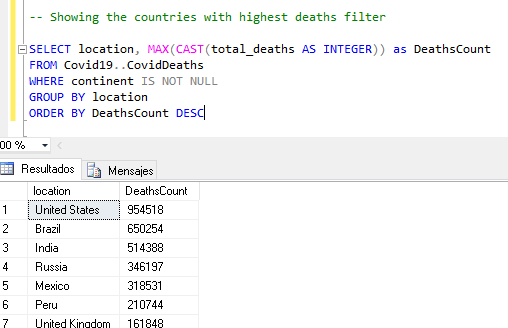 -- Showing the countries with highest deaths filter
SELECT location, MAX(CAST(total_deaths AS INTEGER)) as DeathsCount
FROM Covid19..CovidDeaths
WHERE continent IS NOT NULL
GROUP BY location
ORDER BY DeathsCount DESC
00 %
Resultados Mensajes
location DeathsCount
1 United States 954518
2 Brazil 650254
3 India 514388
4 Russia 346197
5 Mexico 318531
6 Peru 210744
7 United Kingdom 161848